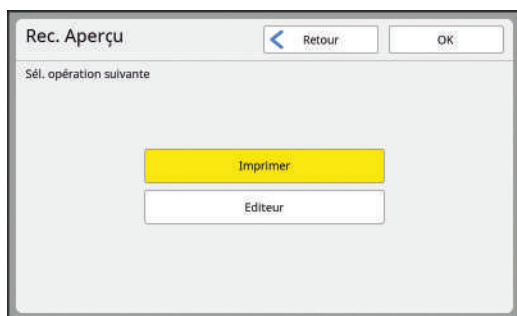 Rec. Aperçu
Retour
OK
Sél. opération suivante
Imprimer
Editeur